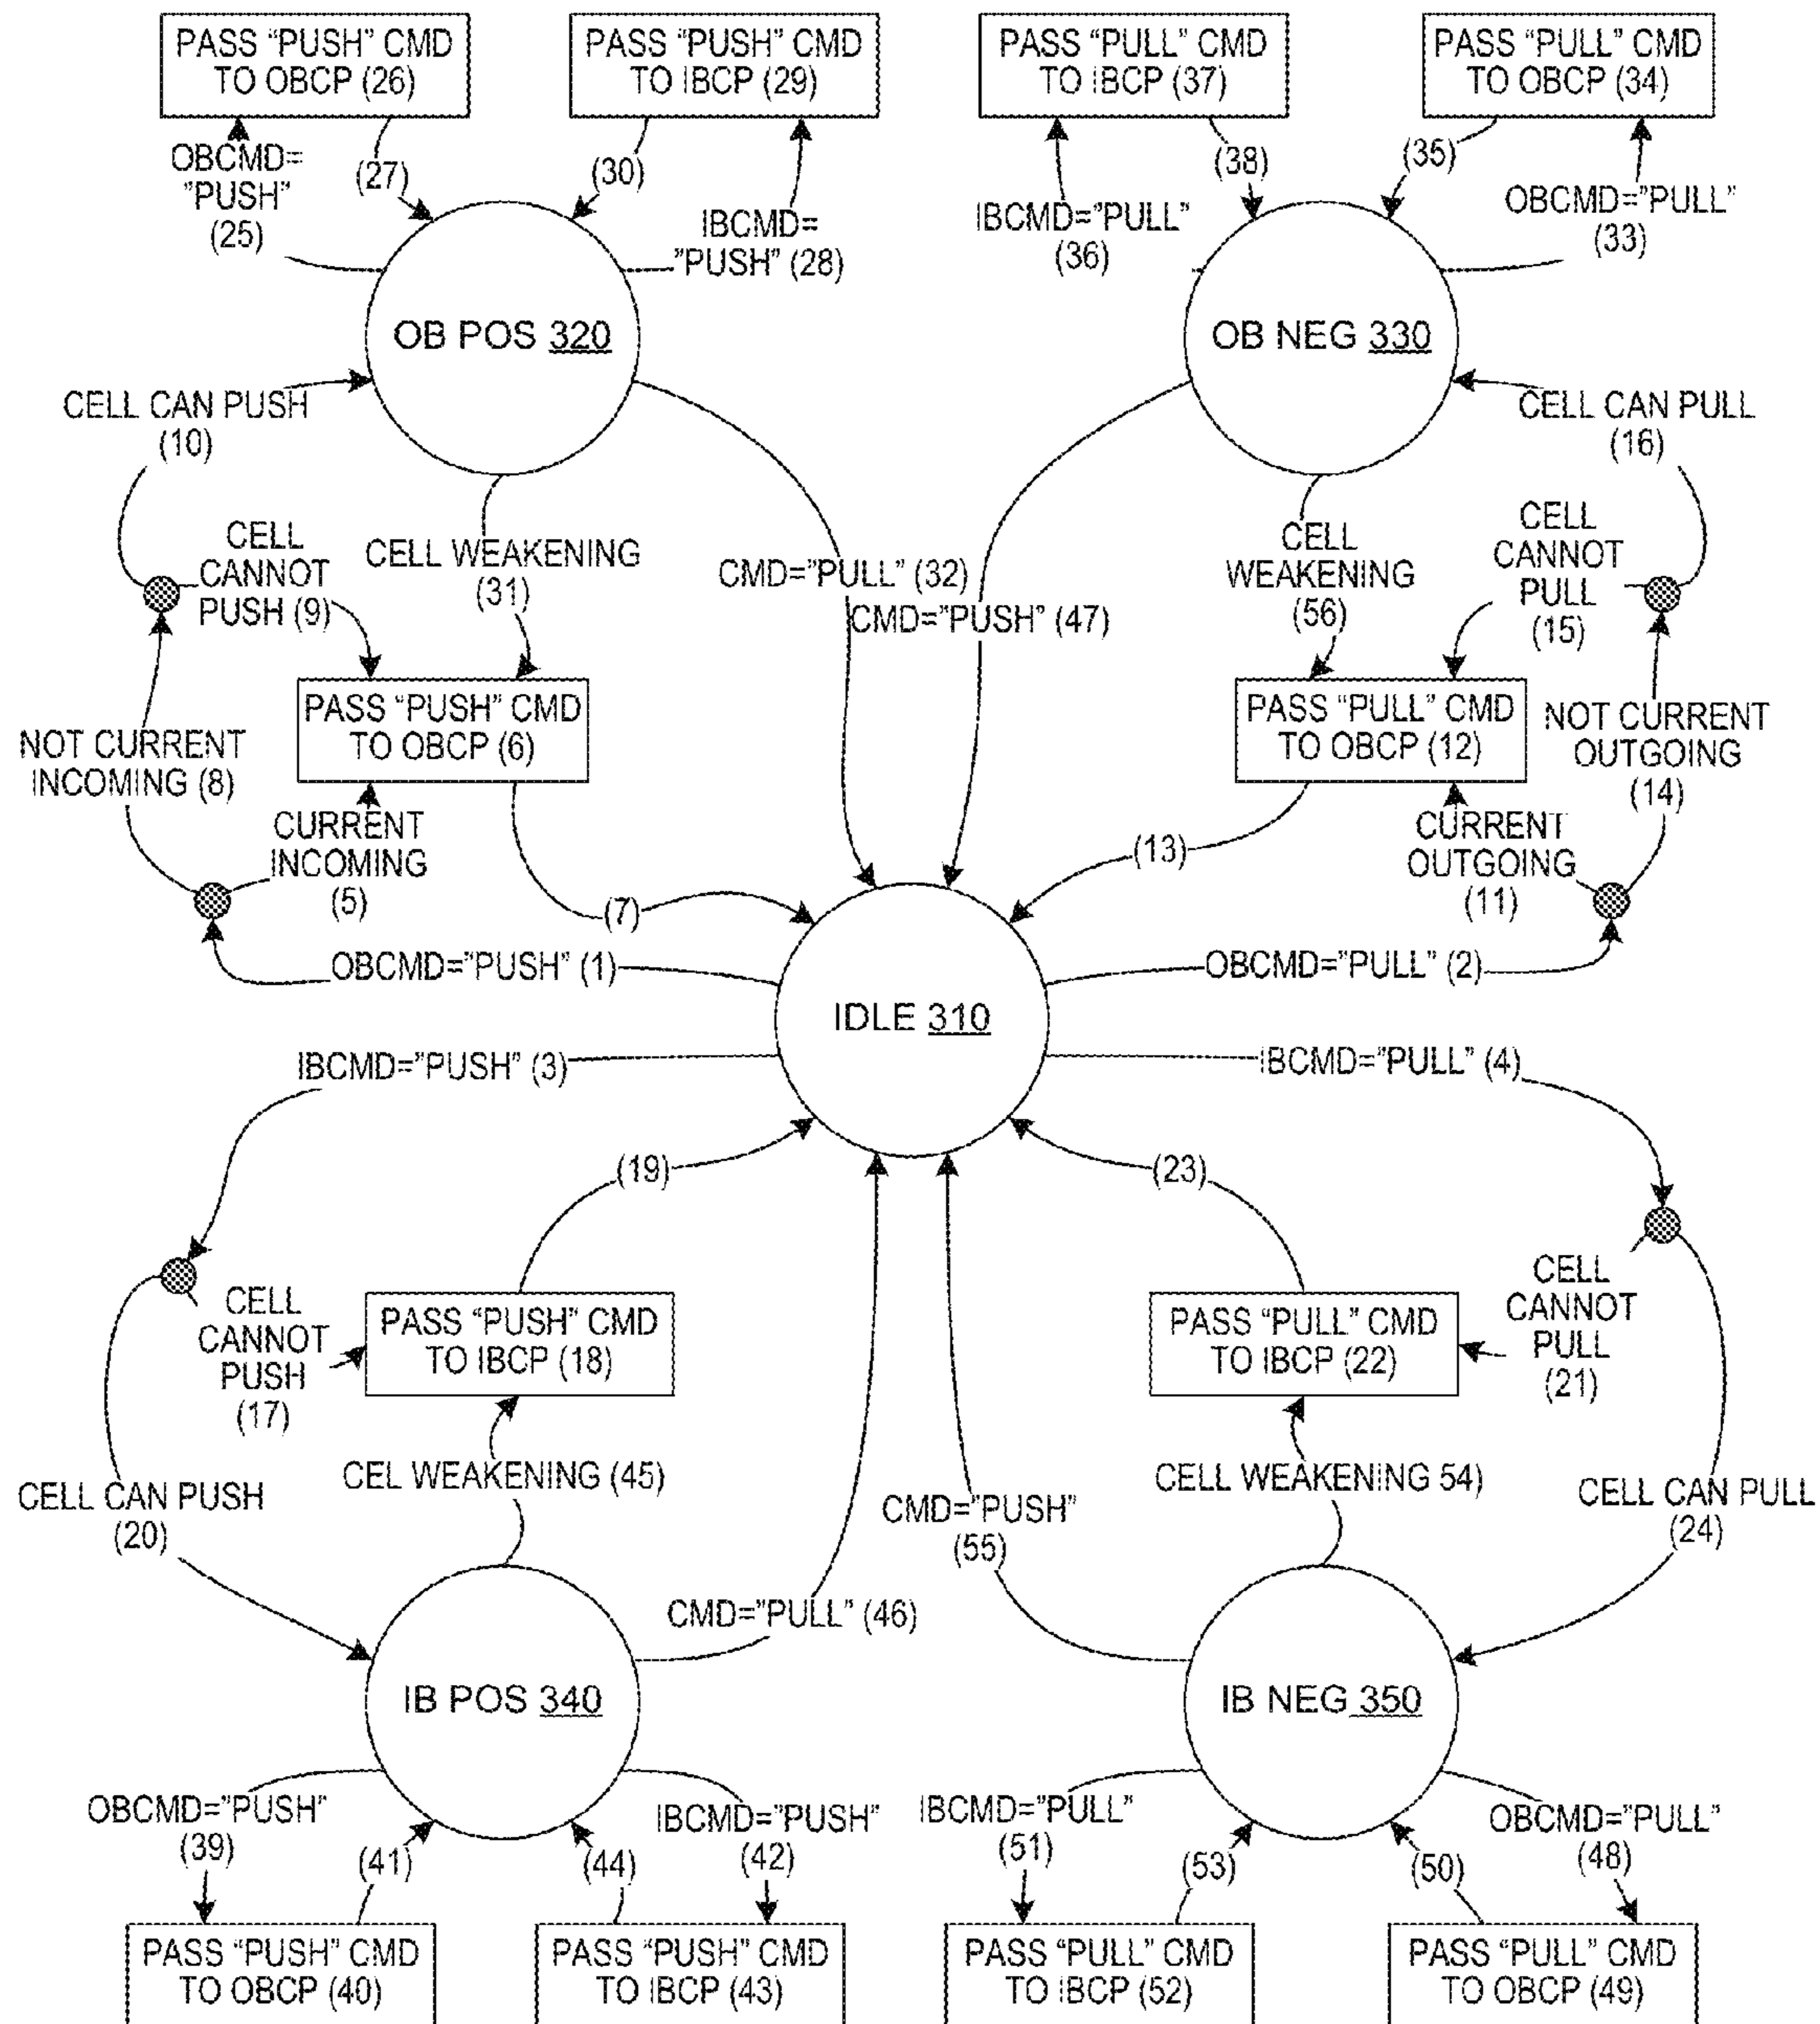 PASS “PUSH” CMD
TO OBCP (26)
PASS “PUSH” CMD
TO IBCP (29)
PASS “PULL” CMD
TO IBCP (37)
PASS “PULL” CMD
TO OBCP (34)
OBCMD=
”PUSH”
(25)
(27)
(30)
IBCMD=
”PUSH” (28)
IBCMD=”PULL”
(36)
(38)
(35)
OBCMD=”PULL”
(33)
OB POS 320
OB NEG 330
CELL CAN PUSH
(10)
CELL CAN PULL
(16)
CELL
CANNOT
PUSH (9)
CELL WEAKENING
(31)
CMD=”PULL” (32)
CMD=”PUSH” (47)
CELL
WEAKENING
(56)
CELL
CANNOT
PULL
(15)
NOT CURRENT
INCOMING (8)
PASS “PUSH” CMD
TO OBCP (6)
PASS “PULL” CMD
TO OBCP (12)
NOT CURRENT
OUTGOING
(14)
CURRENT
INCOMING
(5)
(7)
(13)
CURRENT
OUTGOING
(11)
OBCMD=”PUSH” (1)
OBCMD=”PULL” (2)
IDLE 310
IBCMD=”PUSH” (3)
IBCMD=”PULL” (4)
(19)
(23)
CELL
CANNOT
PUSH
(17)
PASS “PUSH” CMD
TO IBCP (18)
PASS “PULL” CMD
TO IBCP (22)
CELL
CANNOT
PULL
(21)
CELL CAN PUSH
(20)
CEL WEAKENING (45)
CMD=”PUSH”
(55)
CELL WEAKENING 54)
CELL CAN PULL
(24)
CMD=”PULL” (46)
IB POS 340
IB NEG 350
OBCMD=”PUSH”
(39)
(41)
(44)
IBCMD=”PUSH”
(42)
IBCMD=”PULL”
(51)
(53)
(50)
OBCMD=”PULL”
(48)
PASS “PUSH” CMD
TO OBCP (40)
PASS “PUSH” CMD
TO IBCP (43)
PASS “PULL” CMD
TO IBCP (52)
PASS “PULL” CMD
TO OBCP (49)